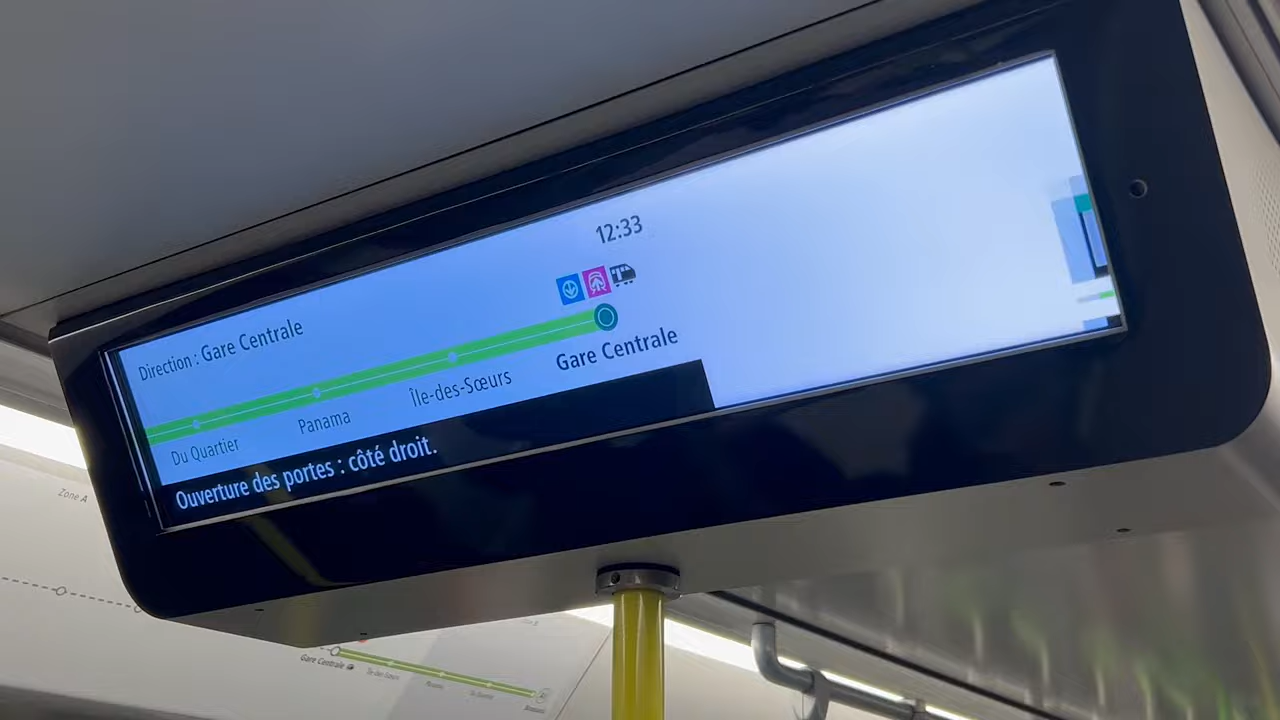 12:33
Direction : Gare Centrale
Du Quartier
Panama
Île-des-Sœurs
Gare Centrale
Ouverture des portes : côté droit.
Zone A
Gare Centrale